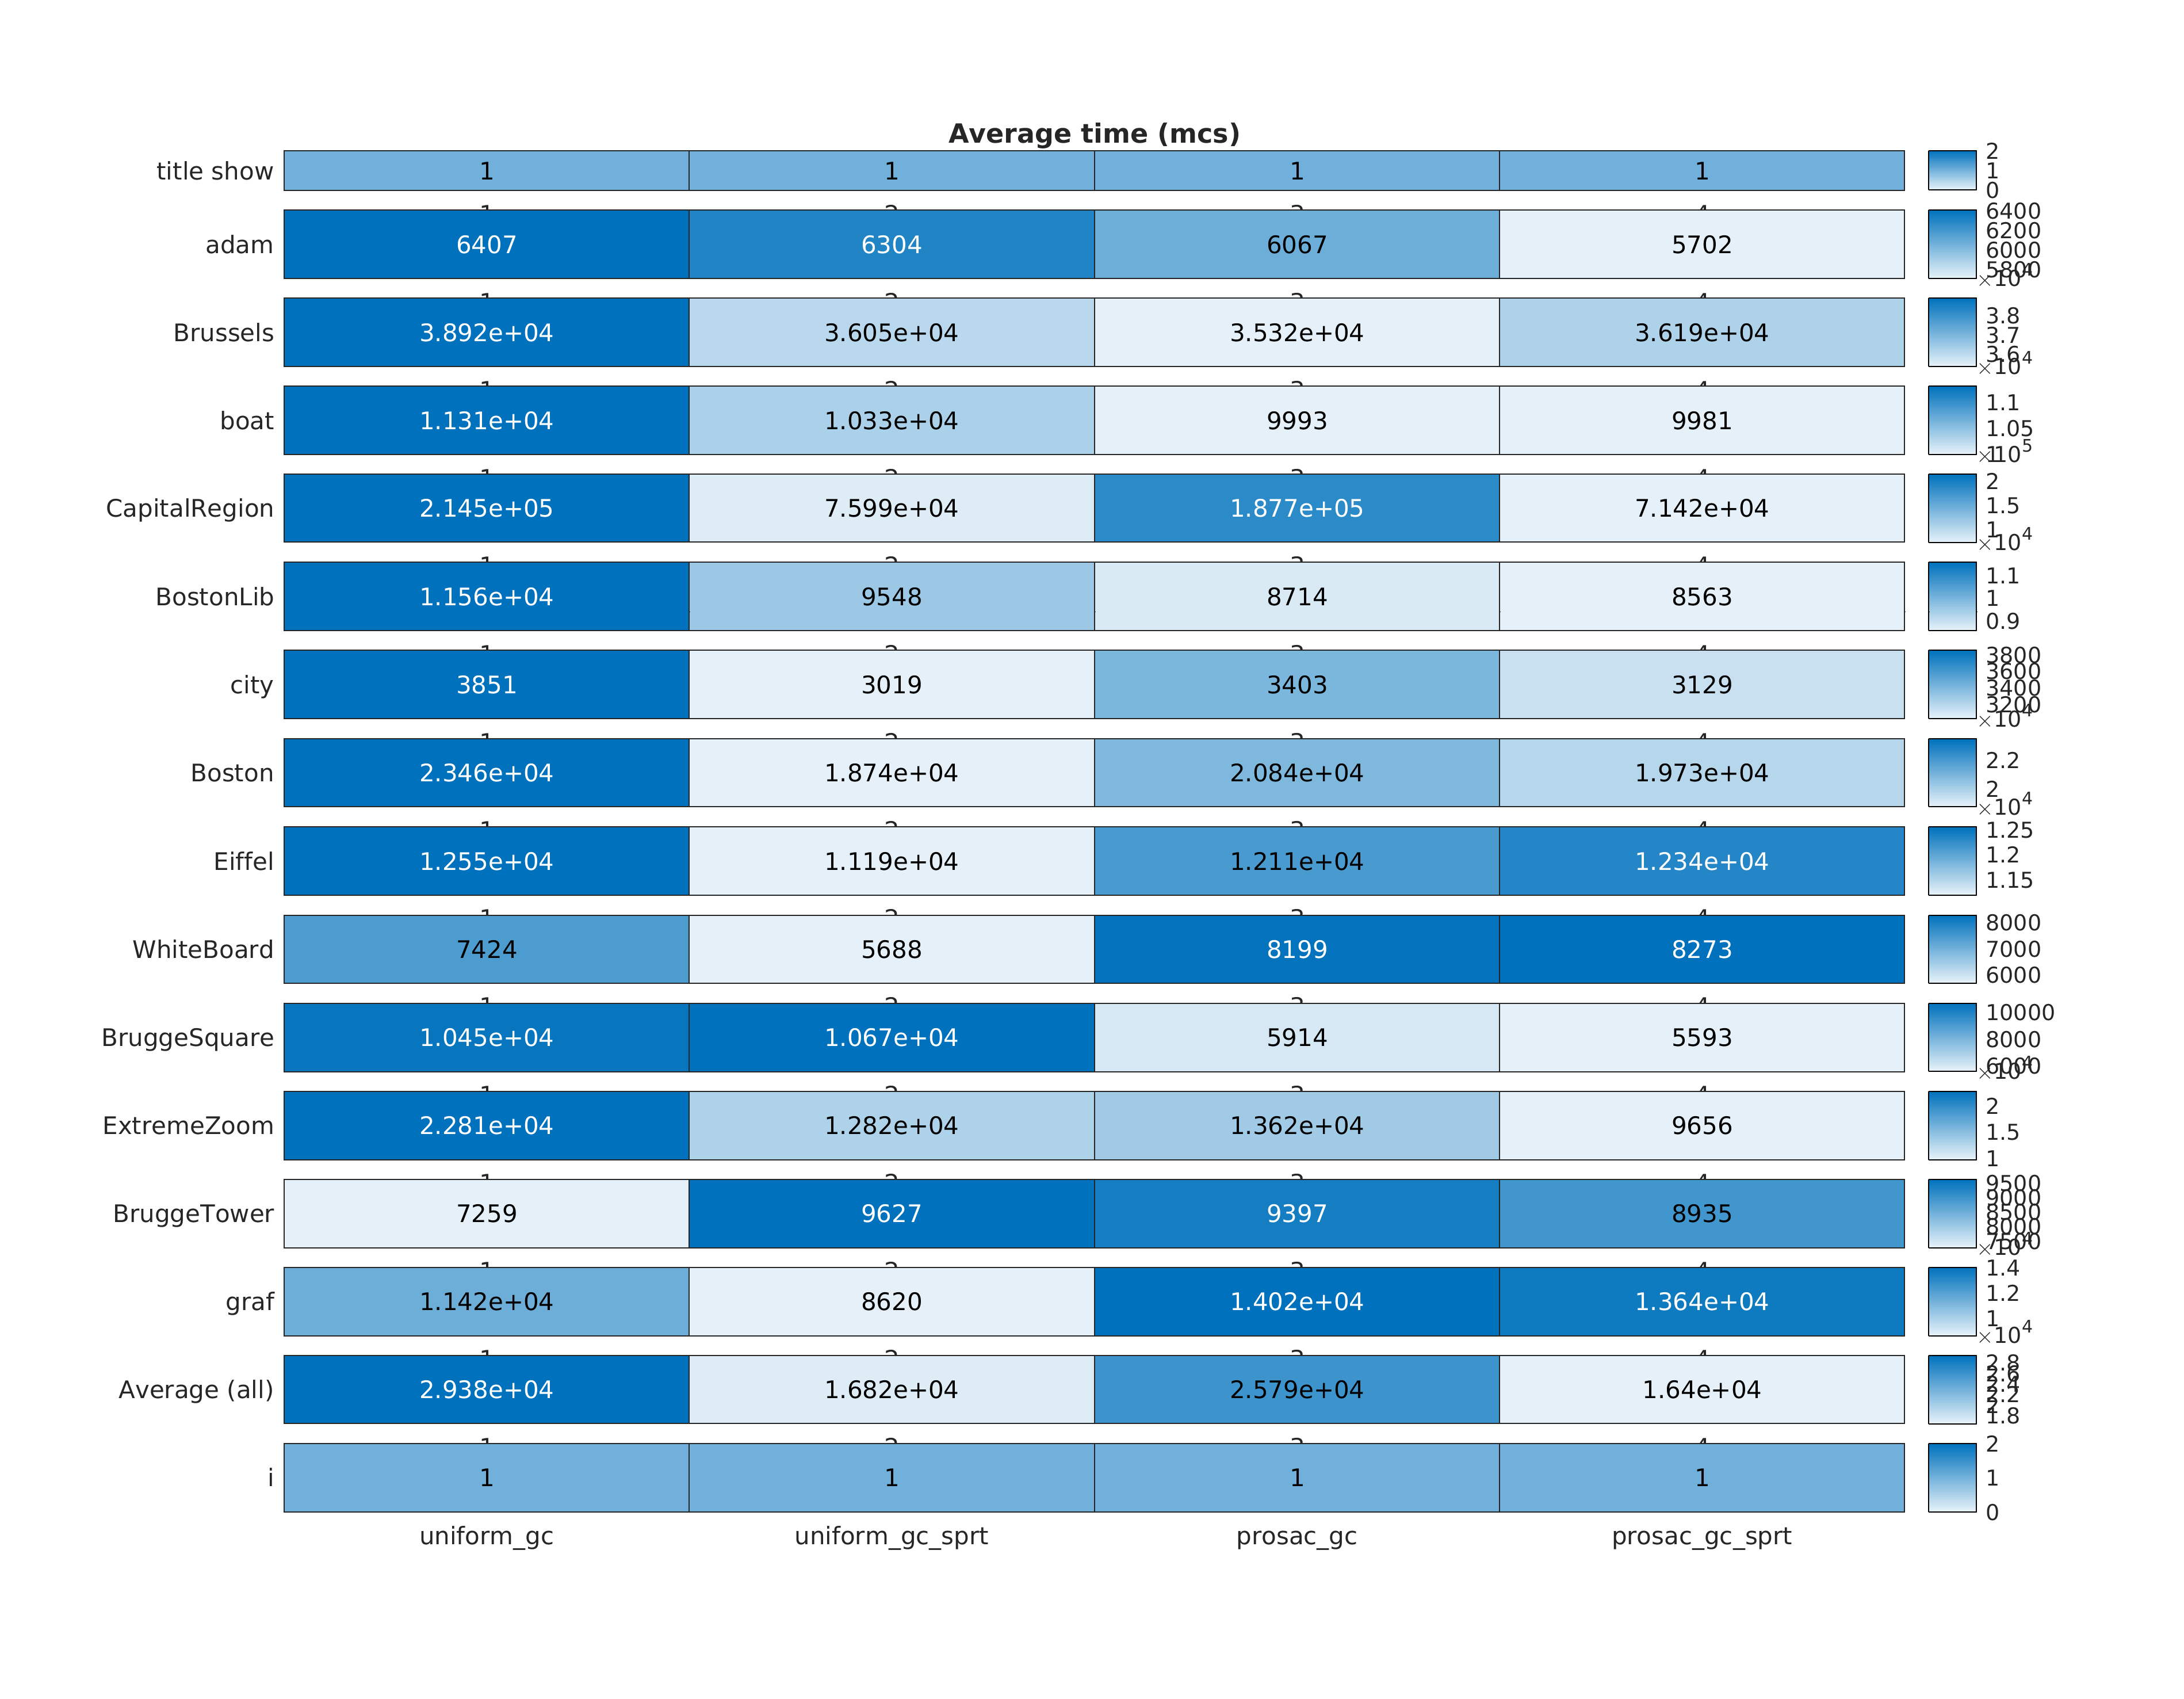 Average time (mcs)
title show 1 1 1 1 2 1 0
adam 6407 6304 6067 5702 6400 6200 6000 5800
×10^4
Brussels 3.892e+04 3.605e+04 3.532e+04 3.619e+04 3.8 3.7 3.6
×10^4
boat 1.131e+04 1.033e+04 9993 9981 1.1 1.05 1
×10^5
CapitalRegion 2.145e+05 7.599e+04 1.877e+05 7.142e+04 2 1.5 1
×10^4
BostonLib 1.156e+04 9548 8714 8563 1.1 1 0.9
city 3851 3019 3403 3129 3800 3600 3400 3200
×10^4
Boston 2.346e+04 1.874e+04 2.084e+04 1.973e+04 2.2 2
×10^4
Eiffel 1.255e+04 1.119e+04 1.211e+04 1.234e+04 1.25 1.2 1.15
WhiteBoard 7424 5688 8199 8273 8000 7000 6000
BruggeSquare 1.045e+04 1.067e+04 5914 5593 10000 8000 6000
×10^4
ExtremeZoom 2.281e+04 1.282e+04 1.362e+04 9656 2 1.5 1
BruggeTower 7259 9627 9397 8935 9500 9000 8500 8000 7500
×10^4
graf 1.142e+04 8620 1.402e+04 1.364e+04 1.4 1.2 1
×10^4
Average (all) 2.938e+04 1.682e+04 2.579e+04 1.64e+04 2.8 2.6 2.4 2.2 2 1.8
i 1 1 1 1 2 1 0
uniform_gc uniform_gc_sprt prosac_gc prosac_gc_sprt